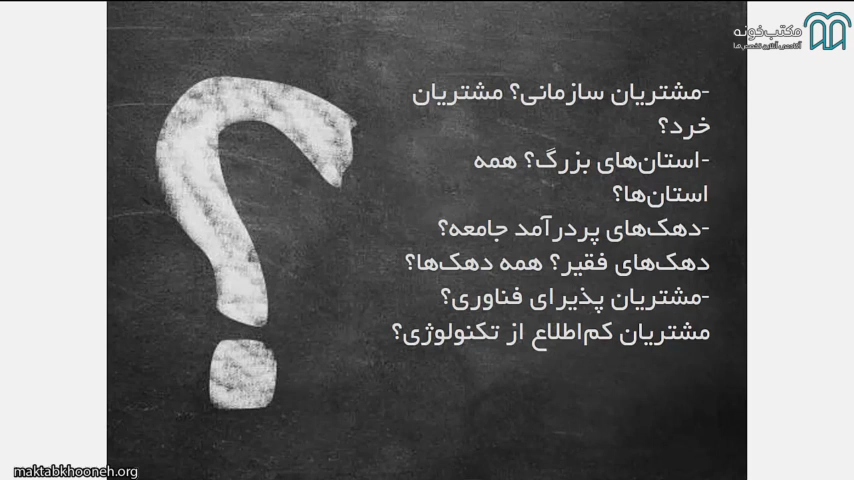 مکتب‌خونه
آکادمی آنلاین تخصص‌ها
-مشتریان سازمانی؟ مشتریان
خرد؟
-استان‌های بزرگ؟ همه
استان‌ها؟
-دهک‌های پردرآمد جامعه؟
دهک‌های فقیر؟ همه دهک‌ها؟
-مشتریان پذیرای فناوری؟
مشتریان کم‌اطلاع از تکنولوژی؟
maktabkhooneh.org